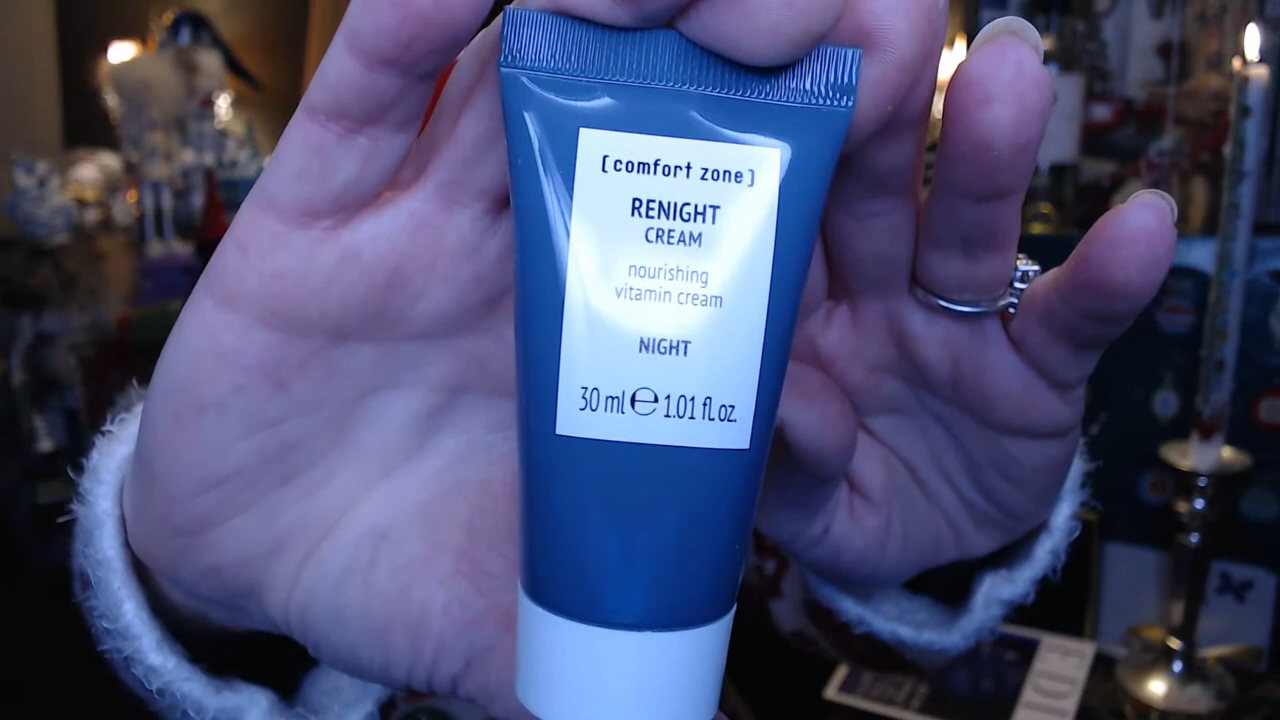 [comfort zone]
RENIGHT
CREAM
nourishing
vitamin cream
NIGHT
30 ml ℮ 1.01 fl oz.